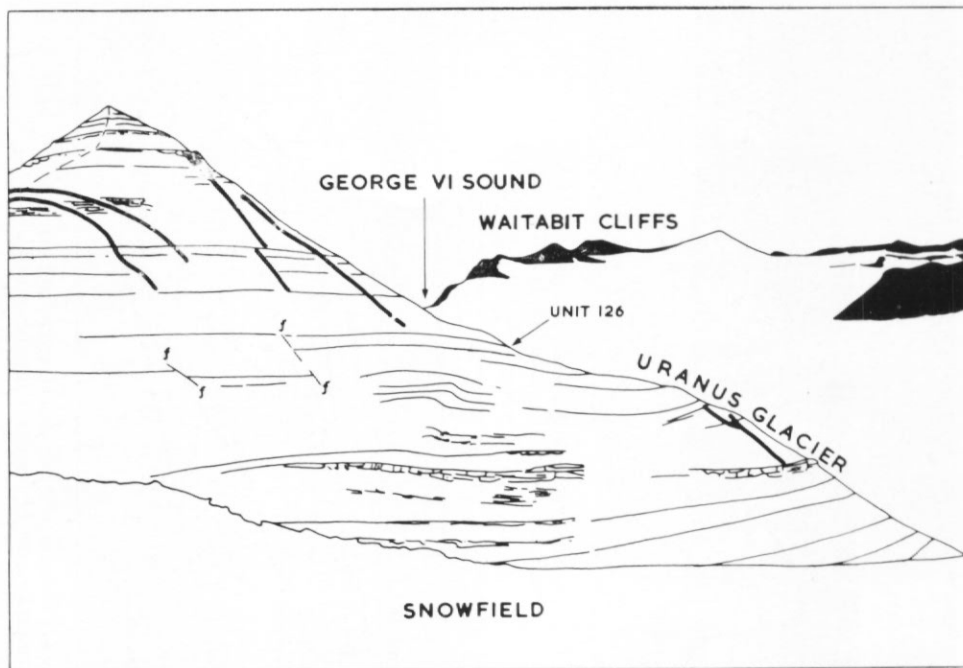 GEORGE VI SOUND
WAITABIT CLIFFS
UNIT 126
URANUS GLACIER
f
f
f
f
SNOWFIELD